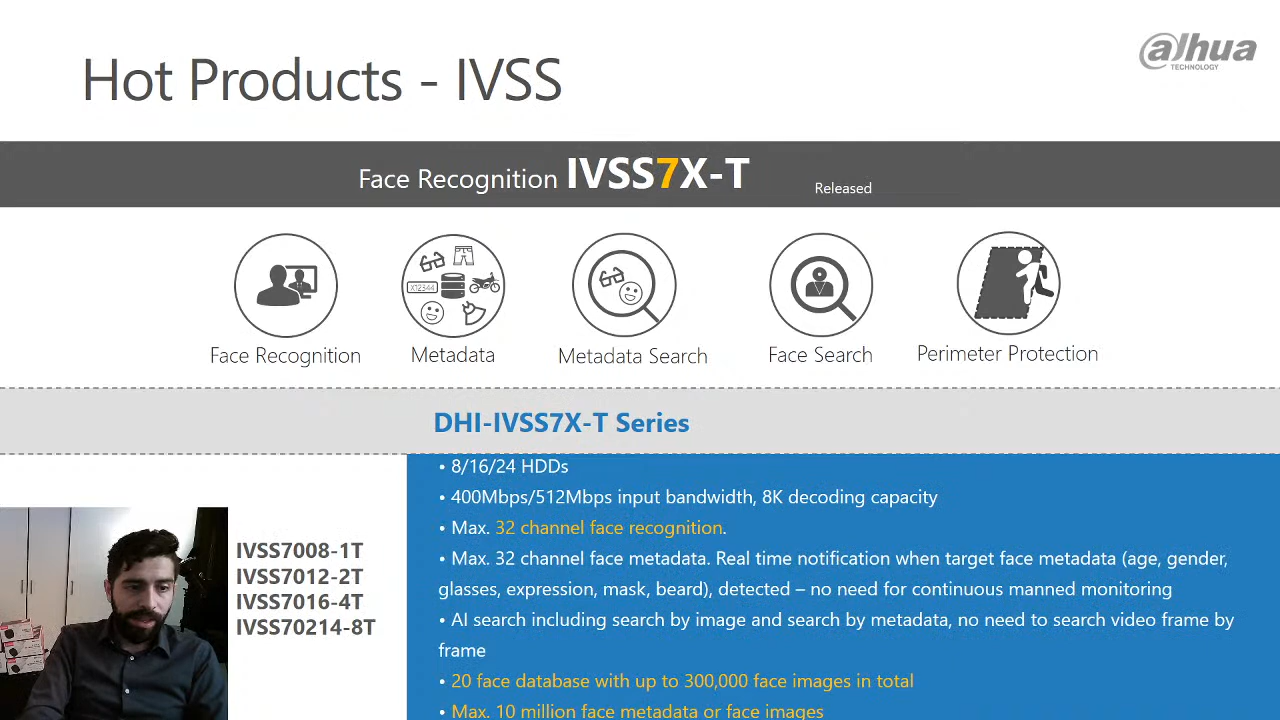 Hot Products - IVSS
alhua
TECHNOLOGY
Face Recognition IVSS7X-T
Released
X12344
Face Recognition
Metadata
Metadata Search
Face Search
Perimeter Protection
DHI-IVSS7X-T Series
• 8/16/24 HDDs
• 400Mbps/512Mbps input bandwidth, 8K decoding capacity
• Max. 32 channel face recognition.
• Max. 32 channel face metadata. Real time notification when target face metadata (age, gender,
glasses, expression, mask, beard), detected – no need for continuous manned monitoring
• AI search including search by image and search by metadata, no need to search video frame by
frame
• 20 face database with up to 300,000 face images in total
• Max. 10 million face metadata or face images
IVSS7008-1T
IVSS7012-2T
IVSS7016-4T
IVSS70214-8T